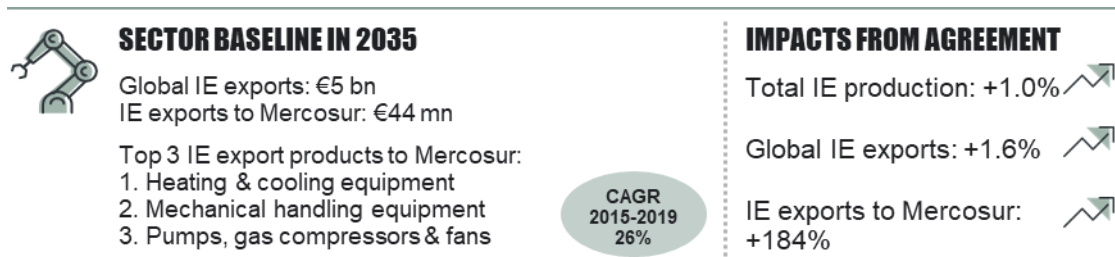 SECTOR BASELINE IN 2035
Global IE exports: €5 bn
IE exports to Mercosur: €44 mn
Top 3 IE export products to Mercosur:
1. Heating & cooling equipment
2. Mechanical handling equipment
3. Pumps, gas compressors & fans
CAGR
2015-2019
26%
IMPACTS FROM AGREEMENT
Total IE production: +1.0%
Global IE exports: +1.6%
IE exports to Mercosur:
+184%